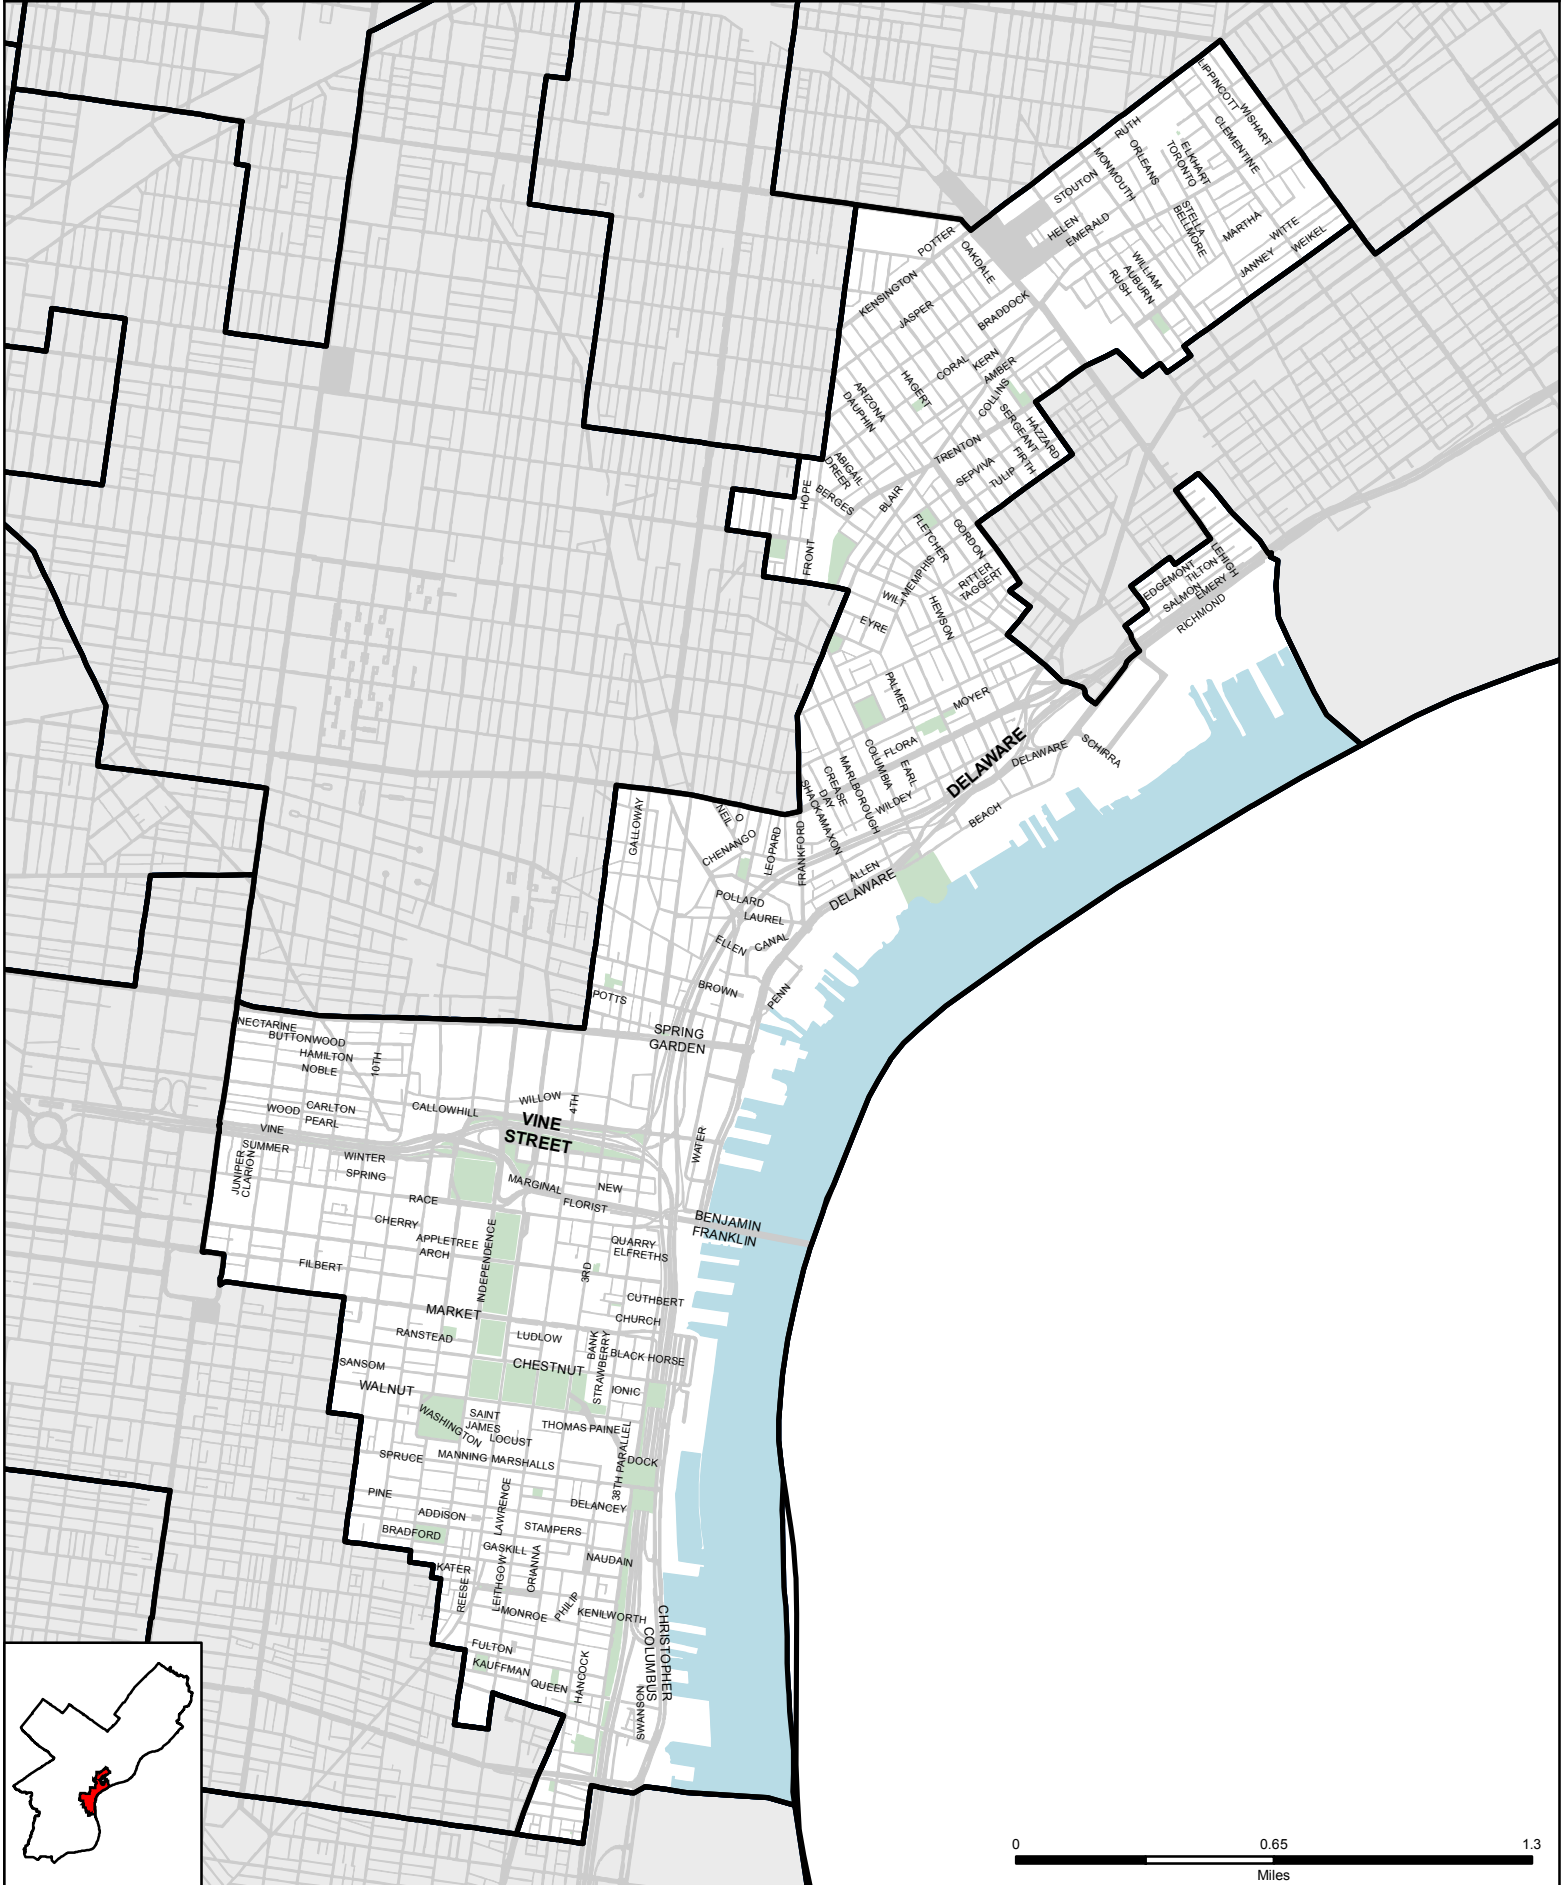 LIPPINCOTT
WISHART
CLEMENTINE
RUTH
ORLEANS
ELKHART
TORONTO
MONMOUTH
STOUTON
STELLA
BELLMORE
HELEN
EMERALD
MARTHA
WITTE
WEIKEL
JANNEY
POTTER
OAKDALE
WILLIAM
AUBURN
RUSH
KENSINGTON
JASPER
BRADDOCK
CORAL
KERN
AMBER
HAGERT
COLLINS
ARIZONA
DAUPHIN
SERGEANT
HAZZARD
FIRTH
TRENTON
ABIGAIL
DREER
SEPVIVA
TULIP
HOPE
BERGES
BLAIR
FLETCHER
GORDON
FRONT
LEHIGH
EDGEMONT
TILTON
SALMON
EMERY
RICHMOND
MEMPHIS
RITTER
TAGGERT
WILT
HEWSON
EYRE
PALMER
MOYER
FLORA
COLUMBIA
EARL
DELAWARE
DELAWARE
SCHIRRA
MARLBOROUGH
CREASE
DAY
SHACKAMAXON
WILDEY
BEACH
GALLOWAY
NEIL
O
CHENANGO
LEOPARD
FRANKFORD
ALLEN
DELAWARE
POLLARD
LAUREL
ELLEN
CANAL
BROWN
PENN
POTTS
SPRING
GARDEN
NECTARINE
BUTTONWOOD
HAMILTON
NOBLE
10TH
WOOD
CARLTON
PEARL
CALLOWHILL
WILLOW
4TH
VINE
STREET
VINE
SUMMER
WINTER
SPRING
JUNIPER
CLARION
WATER
MARGINAL
NEW
RACE
FLORIST
BENJAMIN
FRANKLIN
CHERRY
APPLETREE
ARCH
INDEPENDENCE
QUARRY
ELFRETHS
FILBERT
3RD
CUTHBERT
MARKET
CHURCH
RANSTEAD
LUDLOW
BANK
STRAWBERRY
BLACK HORSE
SANSOM
CHESTNUT
WALNUT
IONIC
WASHINGTON
SAINT
JAMES
LOCUST
THOMAS PAINE
SPRUCE
MANNING
MARSHALLS
38TH PARALLEL
DOCK
PINE
LAWRENCE
DELANCEY
ADDISON
STAMPERS
BRADFORD
GASKILL
NAUDAIN
KATER
REESE
LEITHGOW
ORIANNA
MONROE
PHILIP
KENILWORTH
CHRISTOPHER
COLUMBUS
FULTON
KAUFFMAN
QUEEN
HANCOCK
SWANSON
0
0.65
1.3
Miles